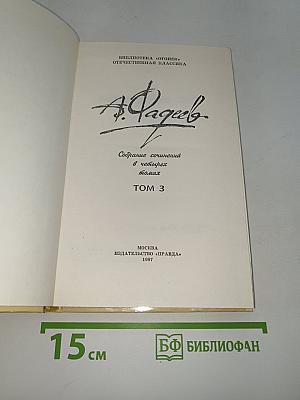 БИБЛИОТЕКА «ОГОНЕК»
ОТЕЧЕСТВЕННАЯ КЛАССИКА
А. Фадеев
Собрание сочинений
в четырех
томах
ТОМ 3
МОСКВА
ИЗДАТЕЛЬСТВО «ПРАВДА»
1987
15 см
БФ БИБЛИОФАН